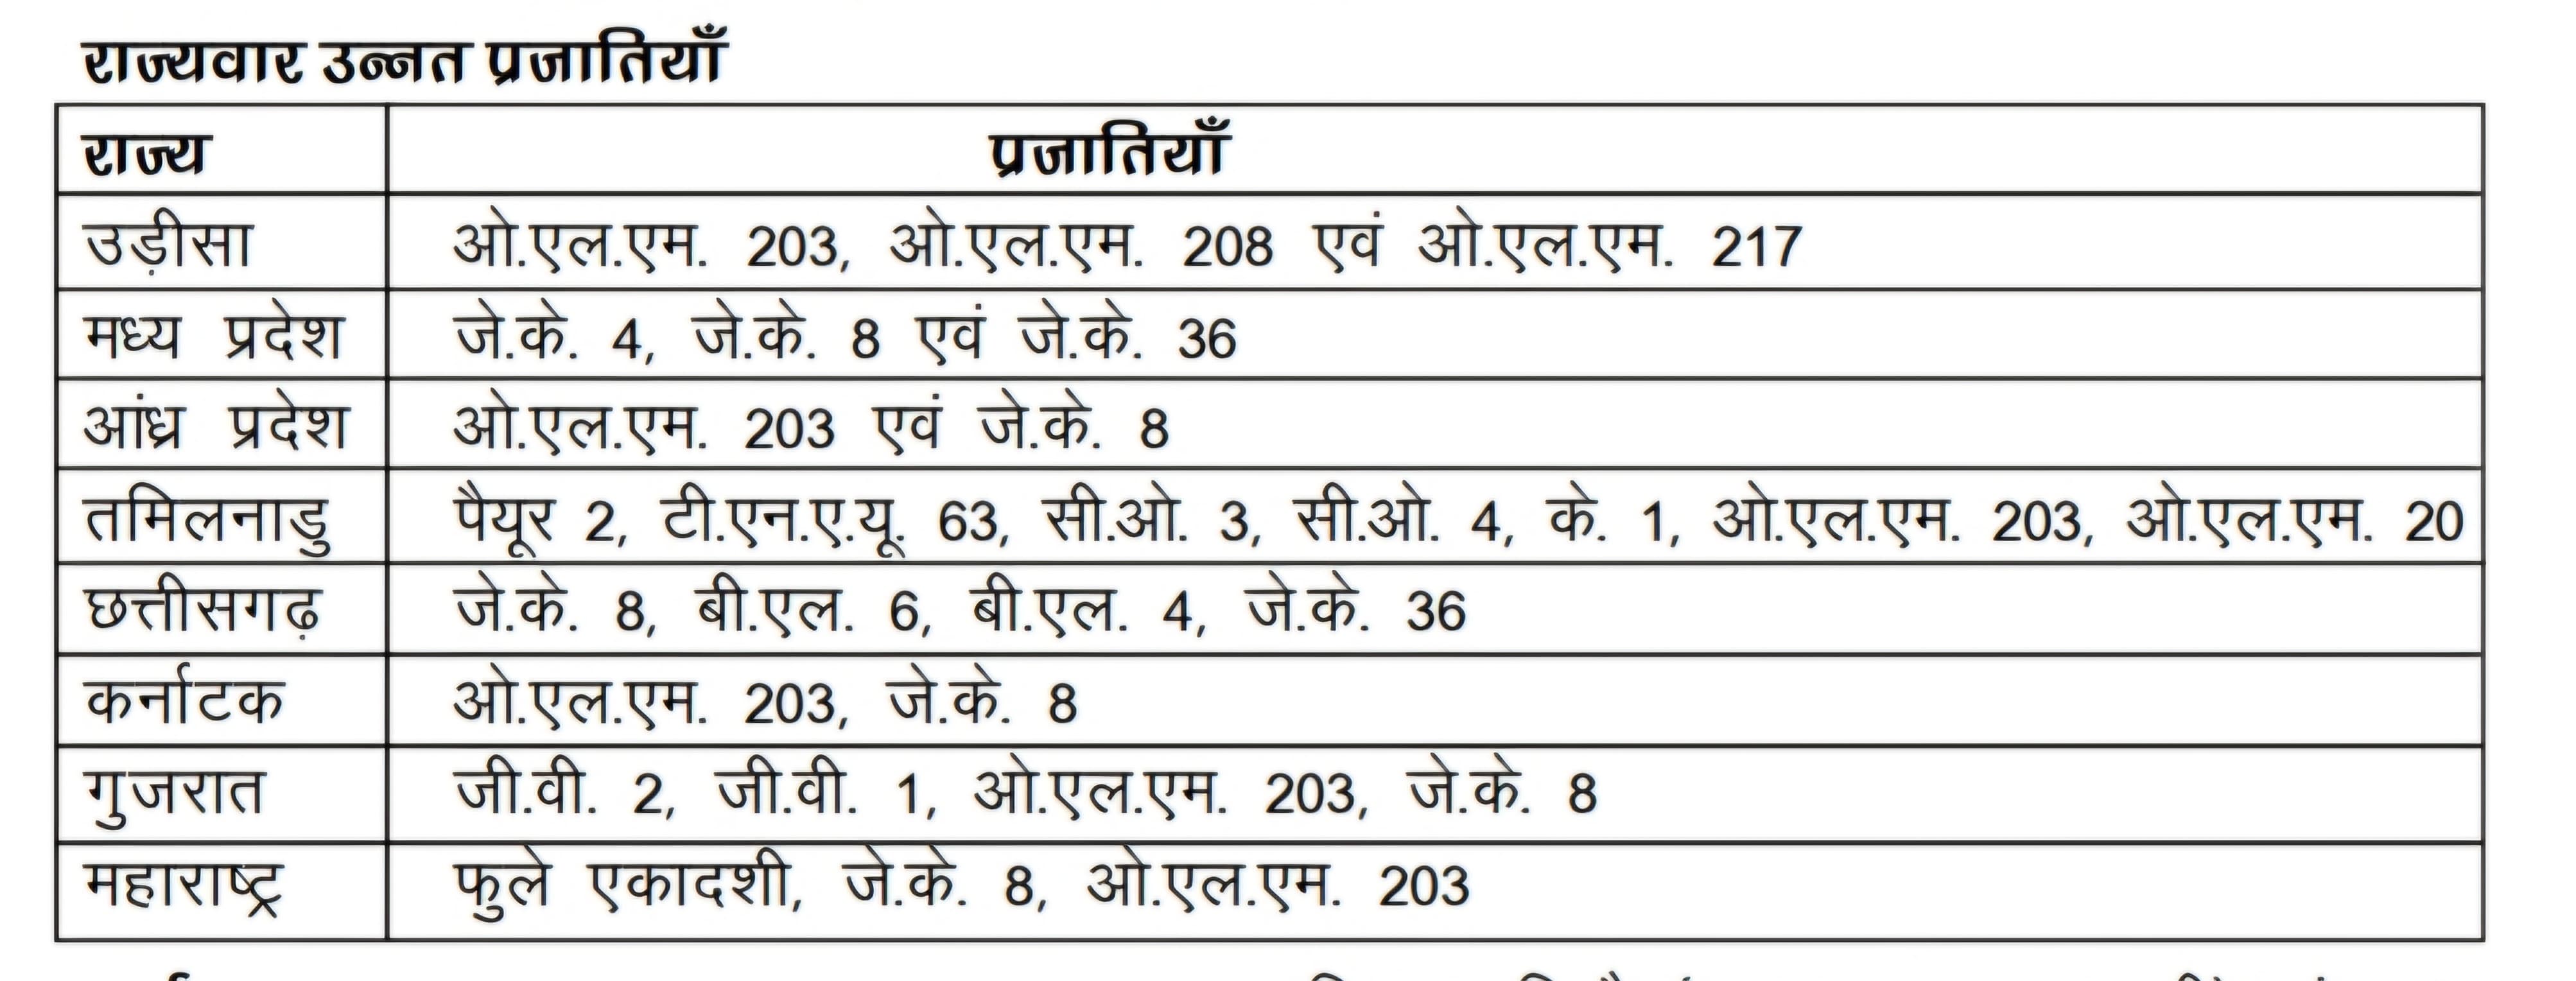 राज्यवार उन्नत प्रजातियाँ
राज्य प्रजातियाँ
उड़ीसा ओ.एल.एम. 203, ओ.एल.एम. 208 एवं ओ.एल.एम. 217
मध्य प्रदेश जे.के. 4, जे.के. 8 एवं जे.के. 36
आंध्र प्रदेश ओ.एल.एम. 203 एवं जे.के. 8
तमिलनाडु पैयूर 2, टी.एन.ए.यू. 63, सी.ओ. 3, सी.ओ. 4, के. 1, ओ.एल.एम. 203, ओ.एल.एम. 20
छत्तीसगढ़ जे.के. 8, बी.एल. 6, बी.एल. 4, जे.के. 36
कर्नाटक ओ.एल.एम. 203, जे.के. 8
गुजरात जी.वी. 2, जी.वी. 1, ओ.एल.एम. 203, जे.के. 8
महाराष्ट्र फुले एकादशी, जे.के. 8, ओ.एल.एम. 203